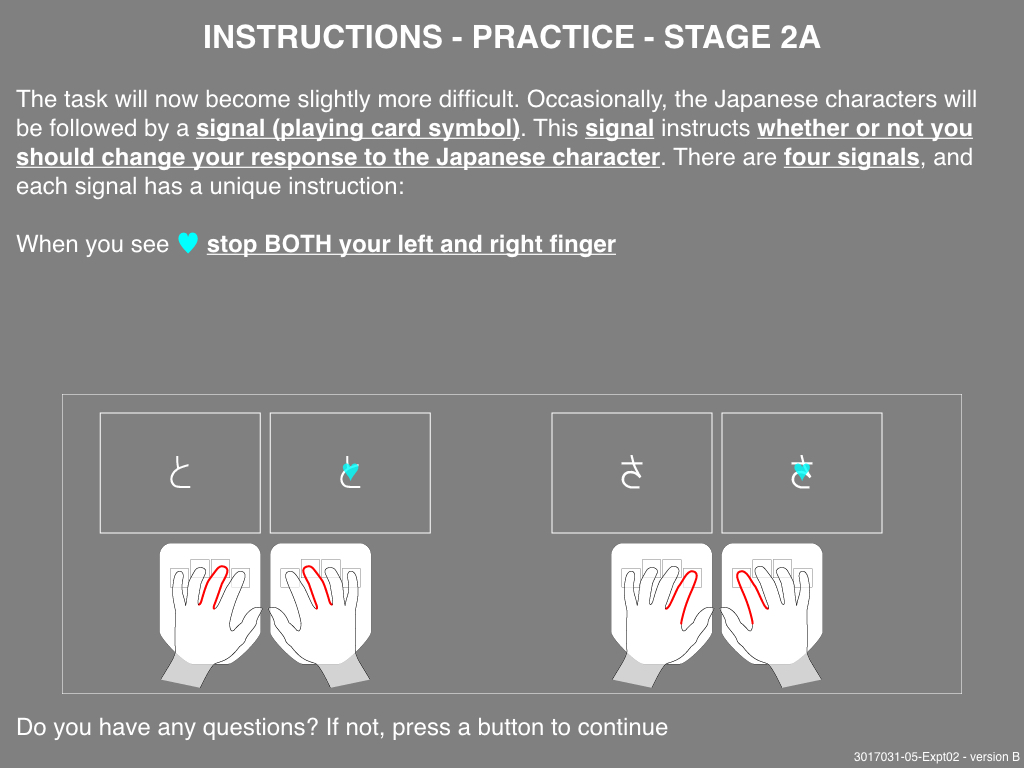 INSTRUCTIONS - PRACTICE - STAGE 2A
The task will now become slightly more difficult. Occasionally, the Japanese characters will
be followed by a signal (playing card symbol). This signal instructs whether or not you
should change your response to the Japanese character. There are four signals, and
each signal has a unique instruction:
When you see ♥ stop BOTH your left and right finger
と と さ さ
Do you have any questions? If not, press a button to continue
3017031-05-Expt02 - version B